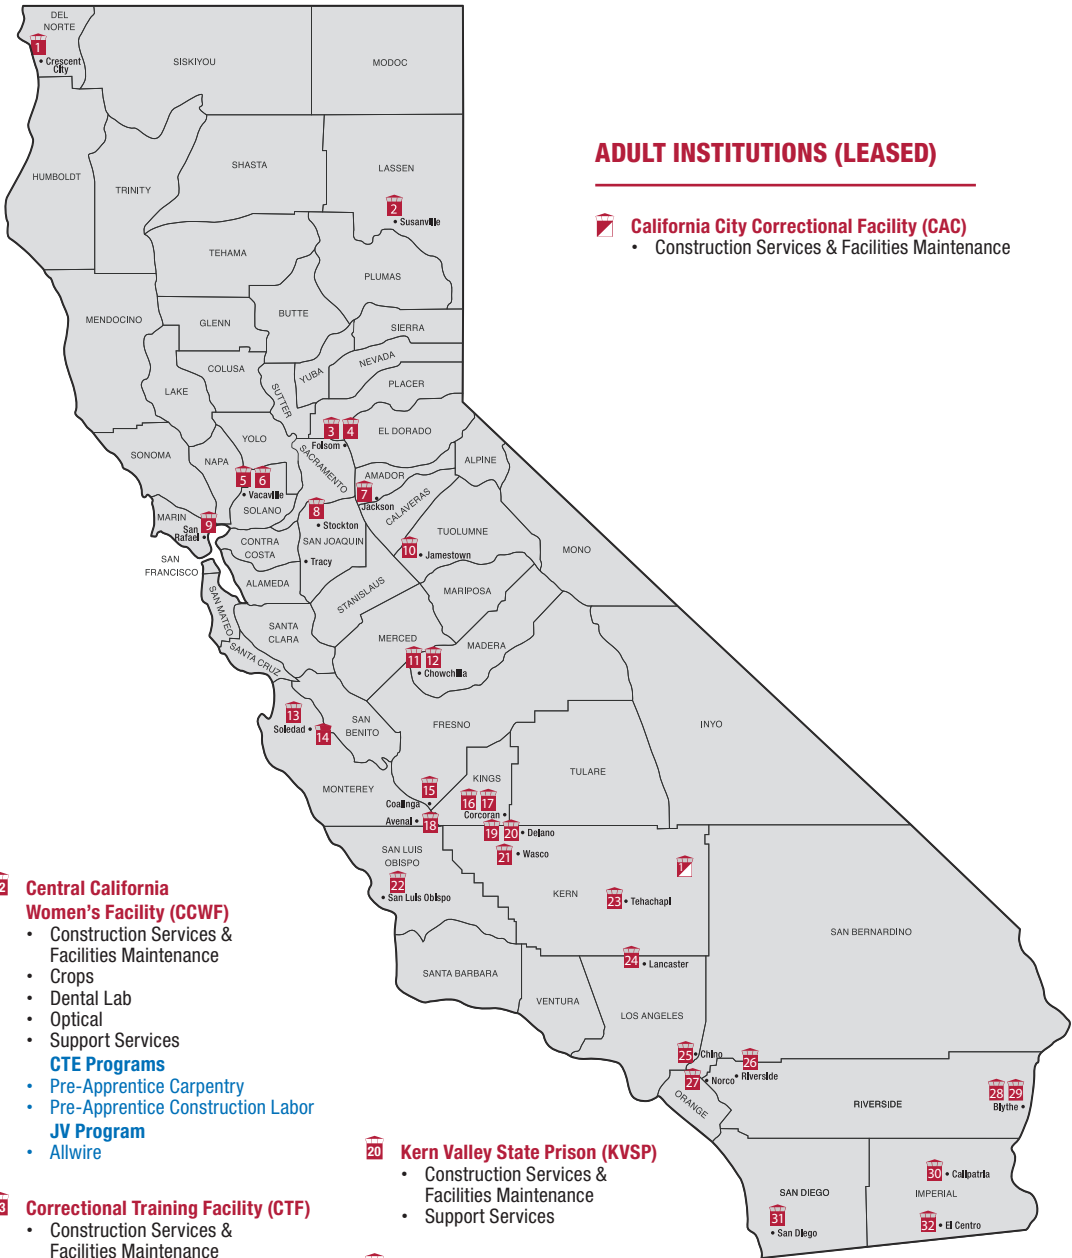 DEL
NORTE
1
• Crescent
City
SISKIYOU
MODOC
HUMBOLDT
TRINITY
SHASTA
LASSEN
2
• Susanville
ADULT INSTITUTIONS (LEASED)
California City Correctional Facility (CAC)
• Construction Services & Facilities Maintenance
TEHAMA
PLUMAS
MENDOCINO
GLENN
BUTTE
SIERRA
NEVADA
YUBA
PLACER
COLUSA
LAKE
SUTTER
3
4
Folsom •
EL DORADO
YOLO
SONOMA
NAPA
SACRAMENTO
ALPINE
AMADOR
5
6
• Vacaville
7
Jackson
CALAVERAS
SOLANO
MARIN
9
San
Rafael •
8
• Stockton
TUOLUMNE
CONTRA
COSTA
SAN JOAQUIN
10
• Jamestown
MONO
SAN
FRANCISCO
• Tracy
ALAMEDA
STANISLAUS
MARIPOSA
SAN MATEO
SANTA
CLARA
MERCED
MADERA
SANTA CRUZ
11
12
• Chowchilla
13
Soledad •
14
SAN
BENITO
FRESNO
INYO
TULARE
MONTEREY
15
Coalinga
KINGS
16
17
Corcoran •
Avenal •
18
19
20
• Delano
21
• Wasco
SAN LUIS
OBISPO
22
• San Luis Obispo
1
KERN
23
• Tehachapi
SAN BERNARDINO
24
• Lancaster
SANTA BARBARA
VENTURA
LOS ANGELES
25
• Chino
26
• Riverside
27
• Norco
ORANGE
RIVERSIDE
28
29
Blythe •
30
• Calipatria
SAN DIEGO
IMPERIAL
31
• San Diego
32
• El Centro
2 Central California
Women's Facility (CCWF)
• Construction Services &
Facilities Maintenance
• Crops
• Dental Lab
• Optical
• Support Services
CTE Programs
• Pre-Apprentice Carpentry
• Pre-Apprentice Construction Labor
JV Program
• Allwire
3 Correctional Training Facility (CTF)
• Construction Services &
Facilities Maintenance
20 Kern Valley State Prison (KVSP)
• Construction Services &
Facilities Maintenance
• Support Services